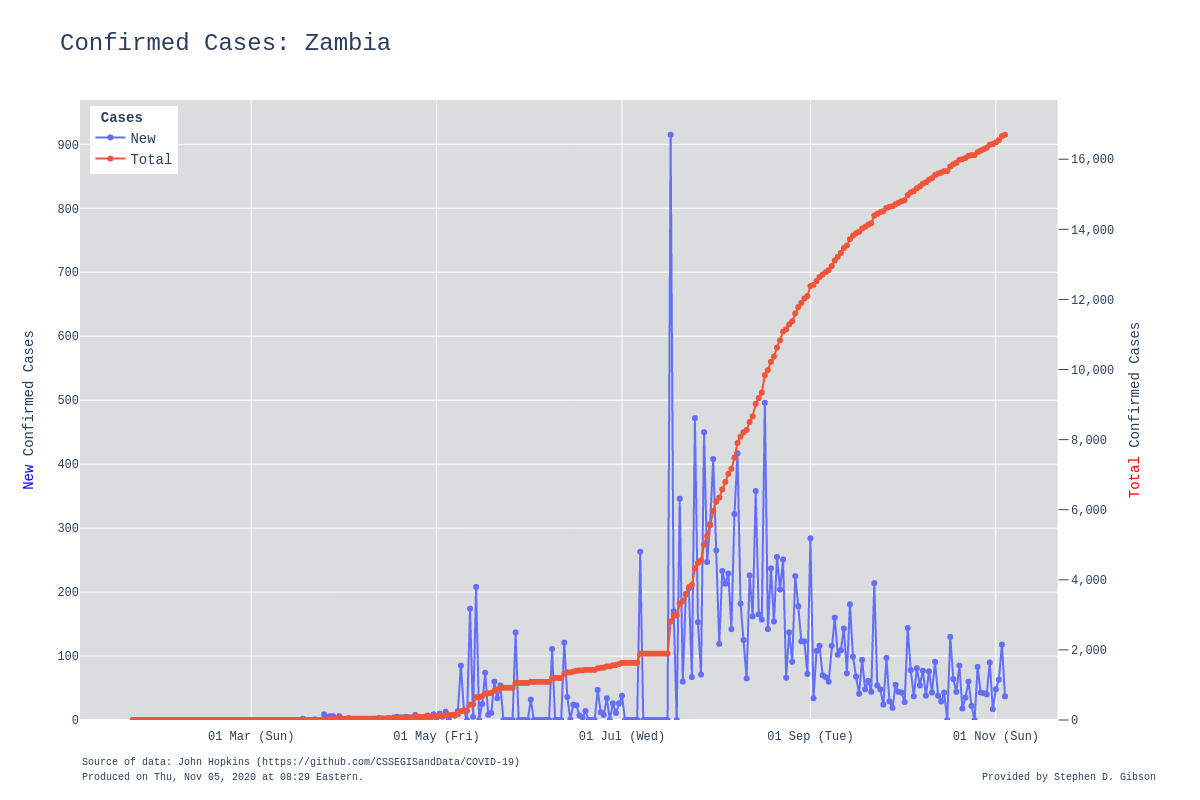 Confirmed Cases: Zambia
Cases
New
Total
900
800
700
600
500
400
300
200
100
0
16,000
14,000
12,000
10,000
8,000
6,000
4,000
2,000
0
New Confirmed Cases
Total Confirmed Cases
01 Mar (Sun)
01 May (Fri)
01 Jul (Wed)
01 Sep (Tue)
01 Nov (Sun)
Source of data: John Hopkins (https://github.com/CSSEGISandData/COVID-19)
Produced on Thu, Nov 05, 2020 at 08:29 Eastern.
Provided by Stephen D. Gibson